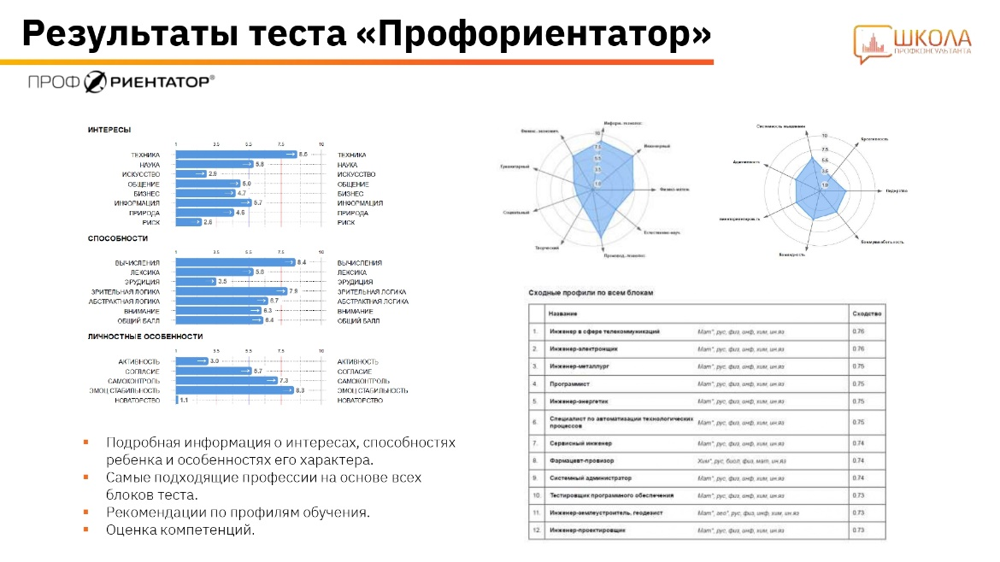 Результаты теста «Профориентатор»
ШКОЛА
ПРОФКОНСУЛЬТАНТА
ПРОФ РИЕНТАТОР®
ИНТЕРЕСЫ
1 3.5 5.5 7.5 10
ТЕХНИКА 8.5 ТЕХНИКА
НАУКА 5.8 НАУКА
ИСКУССТВО 2.9 ИСКУССТВО
ОБЩЕНИЕ 5.0 ОБЩЕНИЕ
БИЗНЕС 4.7 БИЗНЕС
ИНФОРМАЦИЯ 5.7 ИНФОРМАЦИЯ
ПРИРОДА 4.6 ПРИРОДА
РИСК 2.6 РИСК
СПОСОБНОСТИ
1 3.5 5.5 7.5 10
ВЫЧИСЛЕНИЯ 8.4 ВЫЧИСЛЕНИЯ
ЛЕКСИКА 5.8 ЛЕКСИКА
ЭРУДИЦИЯ 3.5 ЭРУДИЦИЯ
ЗРИТЕЛЬНАЯ ЛОГИКА 7.9 ЗРИТЕЛЬНАЯ ЛОГИКА
АБСТРАКТНАЯ ЛОГИКА 6.7 АБСТРАКТНАЯ ЛОГИКА
ВНИМАНИЕ 6.3 ВНИМАНИЕ
ОБЩИЙ БАЛЛ 6.4 ОБЩИЙ БАЛЛ
ЛИЧНОСТНЫЕ ОСОБЕННОСТИ
1 3.5 5.5 7.5 10
АКТИВНОСТЬ 3.0 АКТИВНОСТЬ
СОГЛАСИЕ 5.7 СОГЛАСИЕ
САМОКОНТРОЛЬ 7.3 САМОКОНТРОЛЬ
ЭМОЦ.СТАБИЛЬНОСТЬ 8.3 ЭМОЦ.СТАБИЛЬНОСТЬ
НОВАТОРСТВО 1.1 НОВАТОРСТВО
Подробная информация о интересах, способностях
ребенка и особенностях его характера.
Самые подходящие профессии на основе всех
блоков теста.
Рекомендации по профилям обучения.
Оценка компетенций.
Информ. технолог.
Инженерный
Физико-матем.
Естественно-науч.
Производ. технолог.
Творческий
Социальный
Гуманитарный
Бизнес. экономич.
10
7.5
5.5
3.5
1.0
Системность мышления
Креативность
Лидерство
Коммуникабельность
Командность
Адаптивность
10
7.5
1.0
Сходные профили по всем блокам
Название Сходство
1. Инженер в сфере телекоммуникаций Мат*, рус, физ, инф, хим, ин.яз 0.76
2. Инженер-электронщик Мат*, рус, физ, инф, хим, ин.яз 0.76
3. Инженер-металлург Мат*, рус, физ, инф, хим, ин.яз 0.75
4. Программист Мат*, рус, физ, инф, хим, ин.яз 0.75
5. Инженер-энергетик Мат*, рус, физ, инф, хим, ин.яз 0.75
6. Специалист по автоматизации технологических Мат*, рус, физ, инф, хим, ин.яз 0.75
процессов
7. Сервисный инженер Мат*, рус, физ, инф, хим, ин.яз 0.74
8. Фармацевт-провизор Хим*, рус, биол, физ, мат, ин.яз 0.74
9. Системный администратор Мат*, рус, физ, инф, хим, ин.яз 0.74
10. Тестировщик программного обеспечения Мат*, рус, физ, инф, хим, ин.яз 0.73
11. Инженер-землеустроитель, геодезист Мат*, гео*, рус, физ, инф, хим, ин.яз 0.73
12. Инженер-проектировщик Мат*, рус, физ, инф, хим, ин.яз 0.73